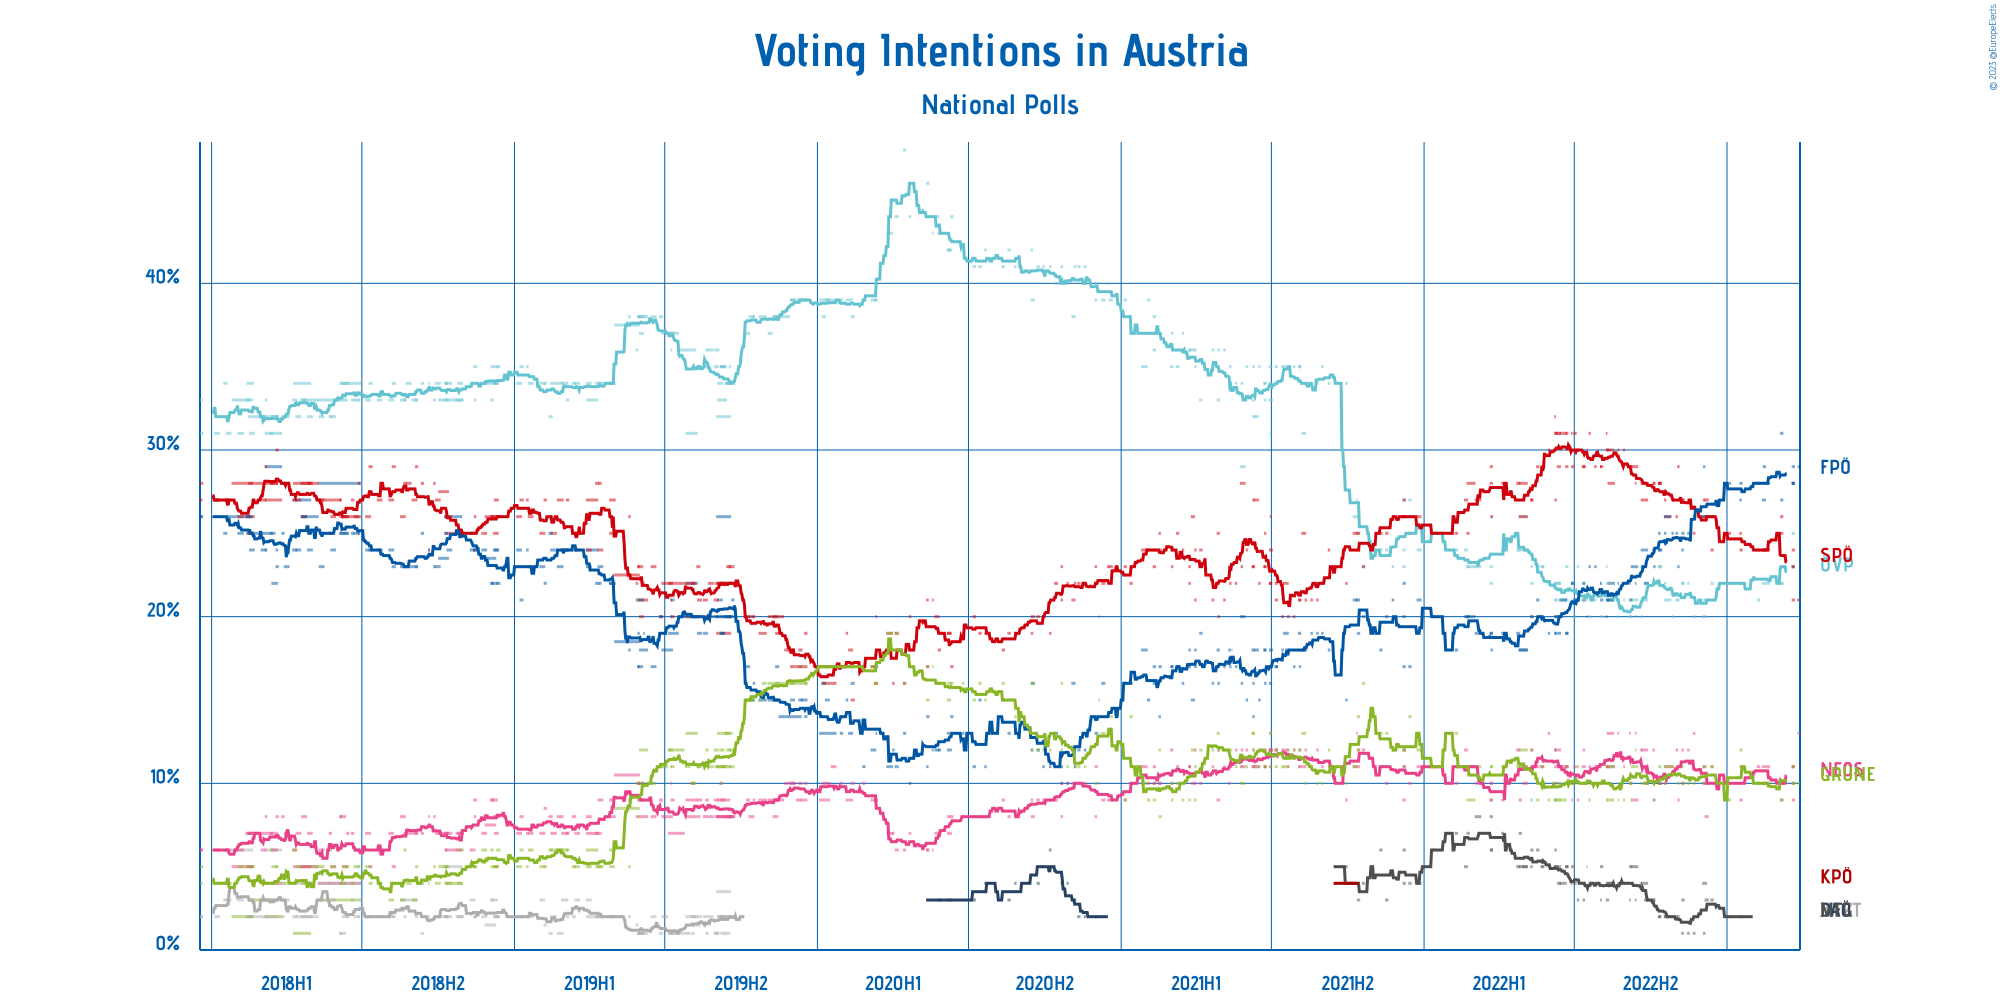 © 2023 @EuropeElects
Voting Intentions in Austria
National Polls
40%
30%
20%
10%
0%
FPÖ
SPÖ
ÖVP
NEOS
GRÜNE
KPÖ
2018H1
2018H2
2019H1
2019H2
2020H1
2020H2
2021H1
2021H2
2022H1
2022H2